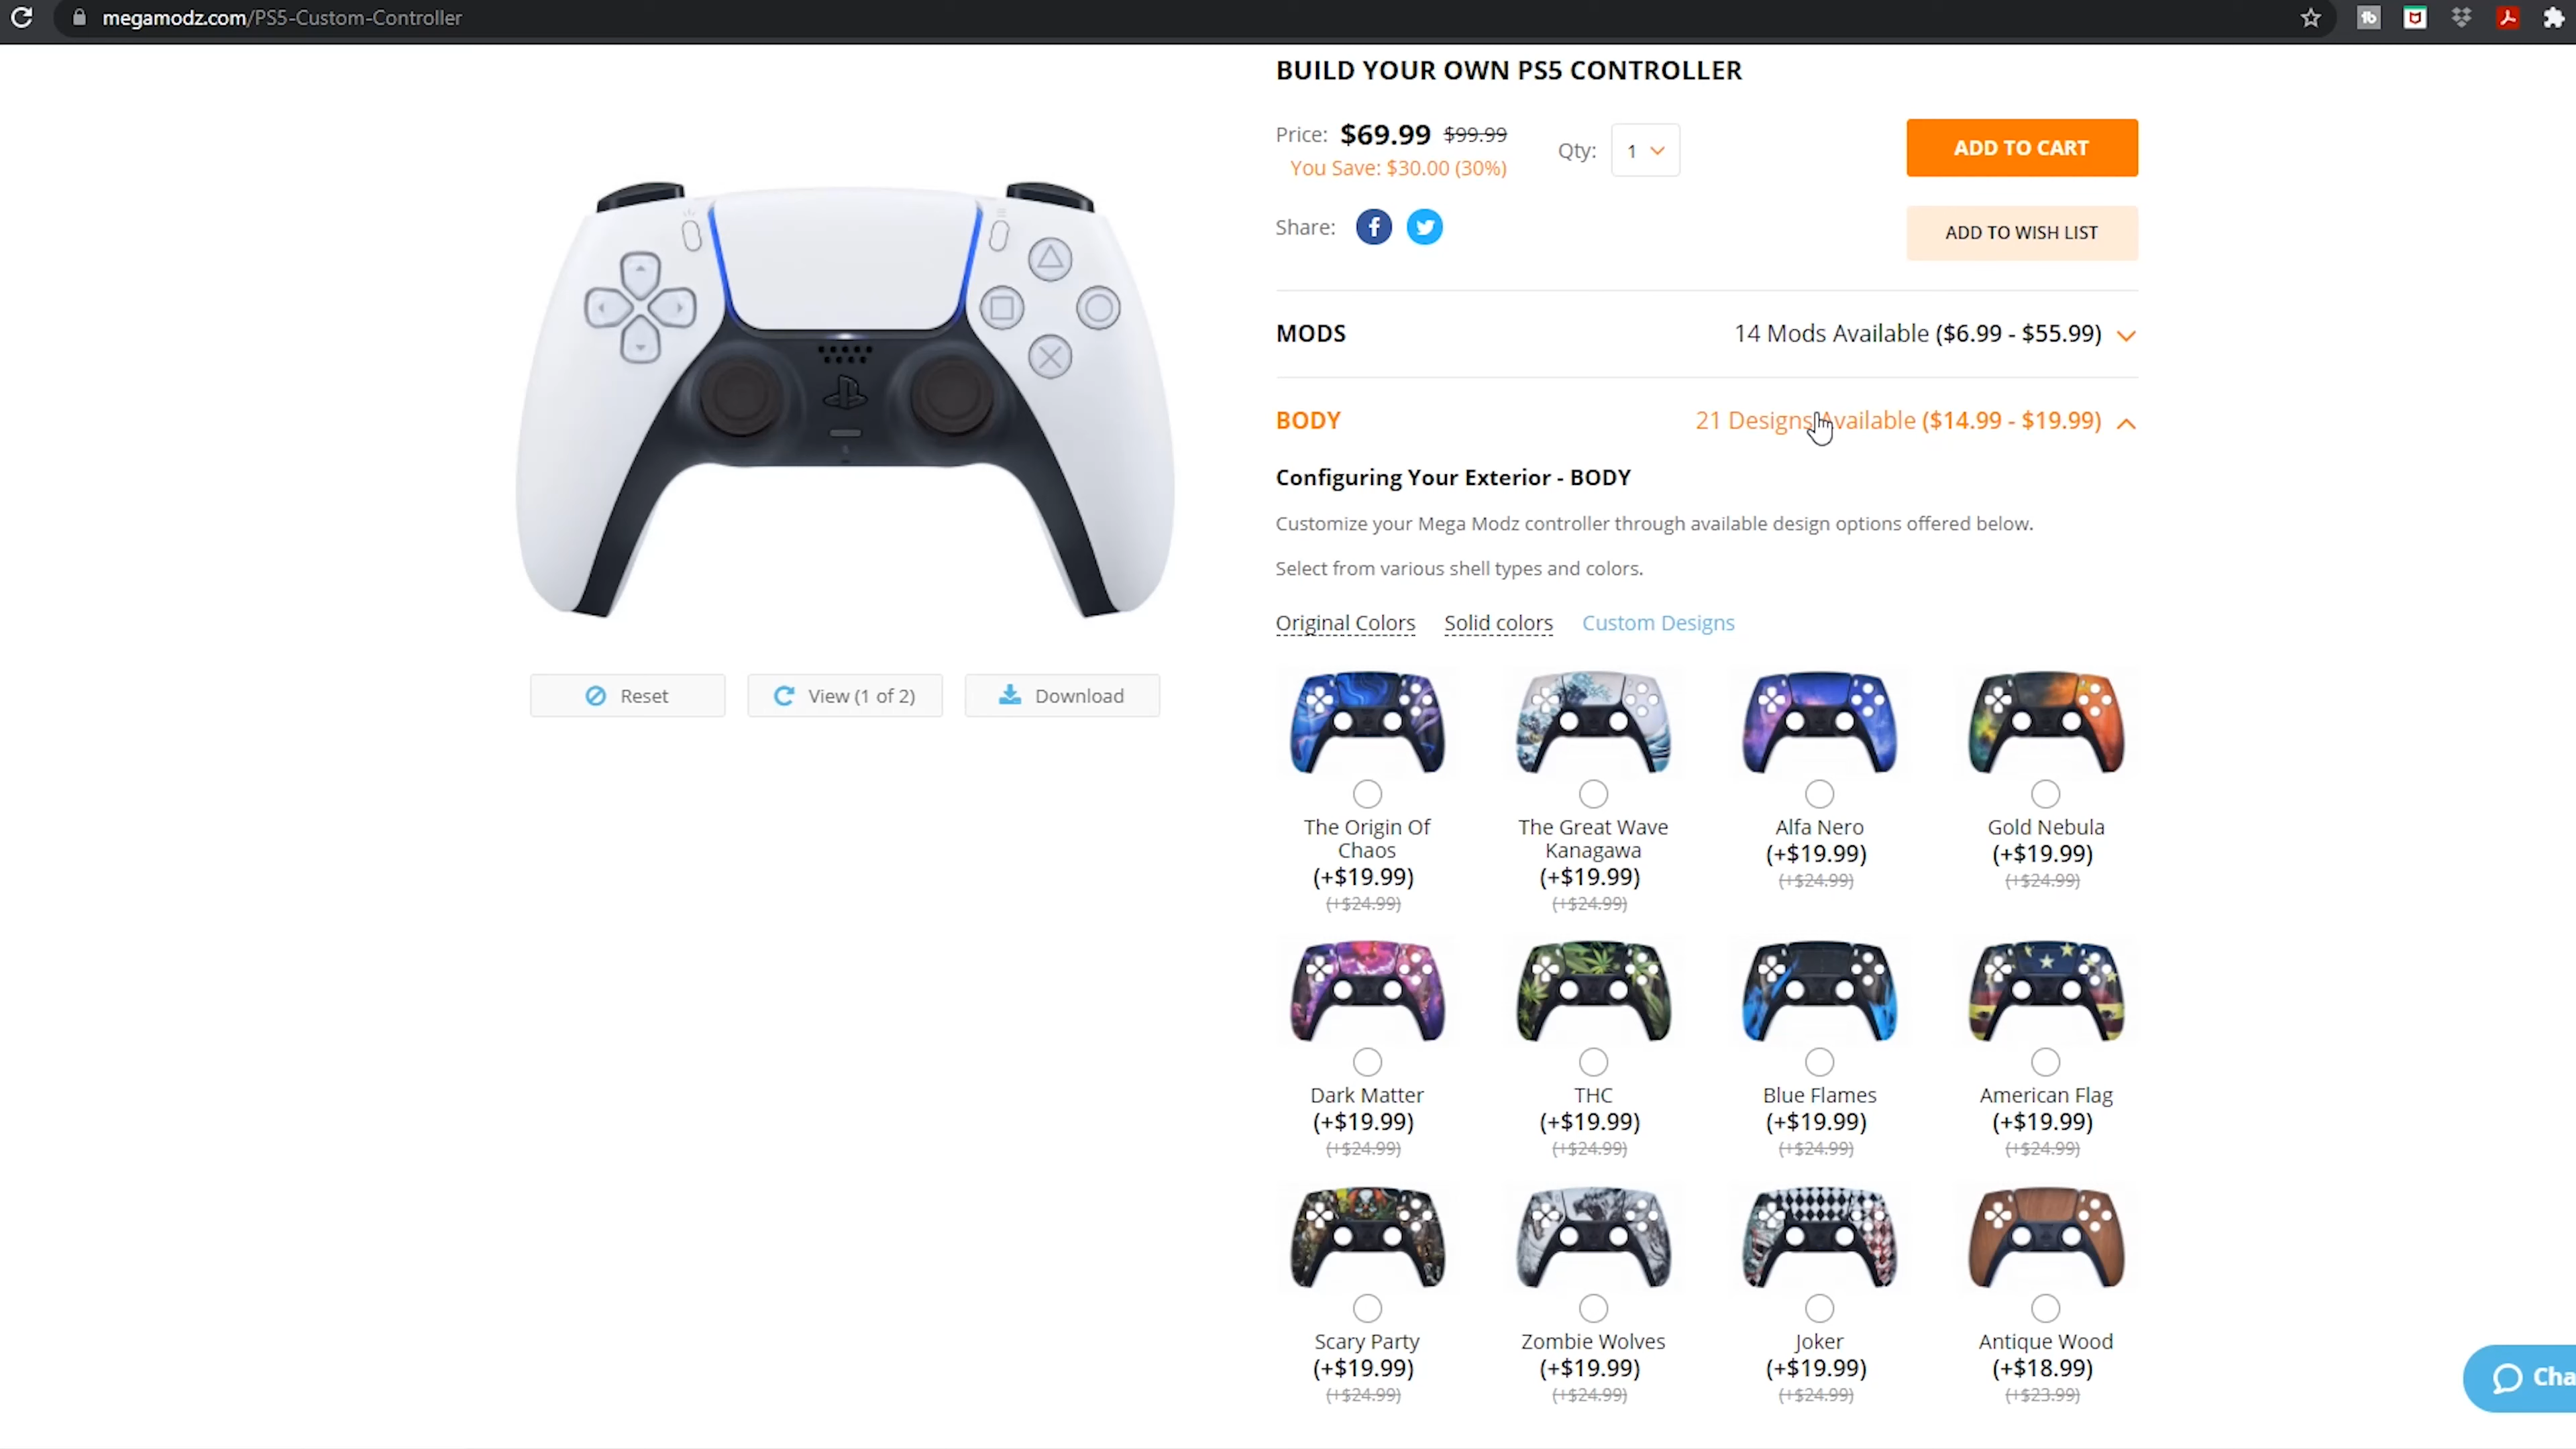 megamodz.com/PS5-Custom-Controller
BUILD YOUR OWN PS5 CONTROLLER
Price: $69.99 $99.99
You Save: $30.00 (30%)
Qty: 1
ADD TO CART
Share:
ADD TO WISH LIST
MODS 14 Mods Available ($6.99 - $55.99)
BODY 21 Designs Available ($14.99 - $19.99)
Configuring Your Exterior - BODY
Customize your Mega Modz controller through available design options offered below.
Select from various shell types and colors.
Original Colors Solid colors Custom Designs
Reset View (1 of 2) Download
The Origin Of
Chaos
(+$19.99)
(+$24.99)
The Great Wave
Kanagawa
(+$19.99)
(+$24.99)
Alfa Nero
(+$19.99)
(+$24.99)
Gold Nebula
(+$19.99)
(+$24.99)
Dark Matter
(+$19.99)
(+$24.99)
THC
(+$19.99)
(+$24.99)
Blue Flames
(+$19.99)
(+$24.99)
American Flag
(+$19.99)
(+$24.99)
Scary Party
(+$19.99)
(+$24.99)
Zombie Wolves
(+$19.99)
(+$24.99)
Joker
(+$19.99)
(+$24.99)
Antique Wood
(+$18.99)
(+$23.99)
Cha